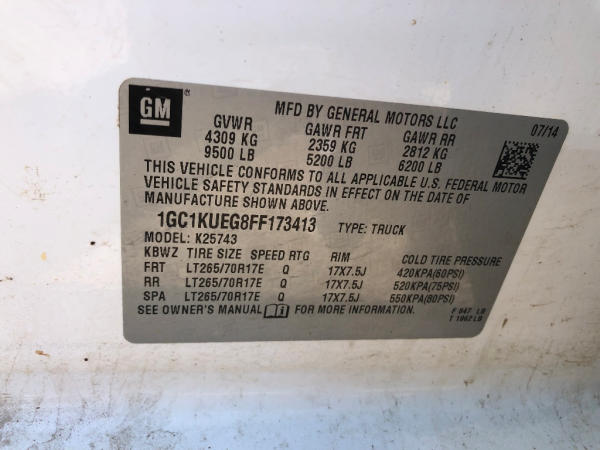 GM
MFD BY GENERAL MOTORS LLC
07/14
GVWR GAWR FRT GAWR RR
4309 KG 2359 KG 2812 KG
9500 LB 5200 LB 6200 LB
THIS VEHICLE CONFORMS TO ALL APPLICABLE U.S. FEDERAL MOTOR
VEHICLE SAFETY STANDARDS IN EFFECT ON THE DATE OF
MANUFACTURE SHOWN ABOVE.
1GC1KUEG8FF173413 TYPE: TRUCK
MODEL: K25743
KBWZ TIRE SIZE SPEED RTG RIM COLD TIRE PRESSURE
FRT LT265/70R17E Q 17X7.5J 420KPA(60PSI)
RR LT265/70R17E Q 17X7.5J 520KPA(75PSI)
SPA LT265/70R17E Q 17X7.5J 550KPA(80PSI)
SEE OWNER'S MANUAL FOR MORE INFORMATION.
F 847 LB
T 1962 LB